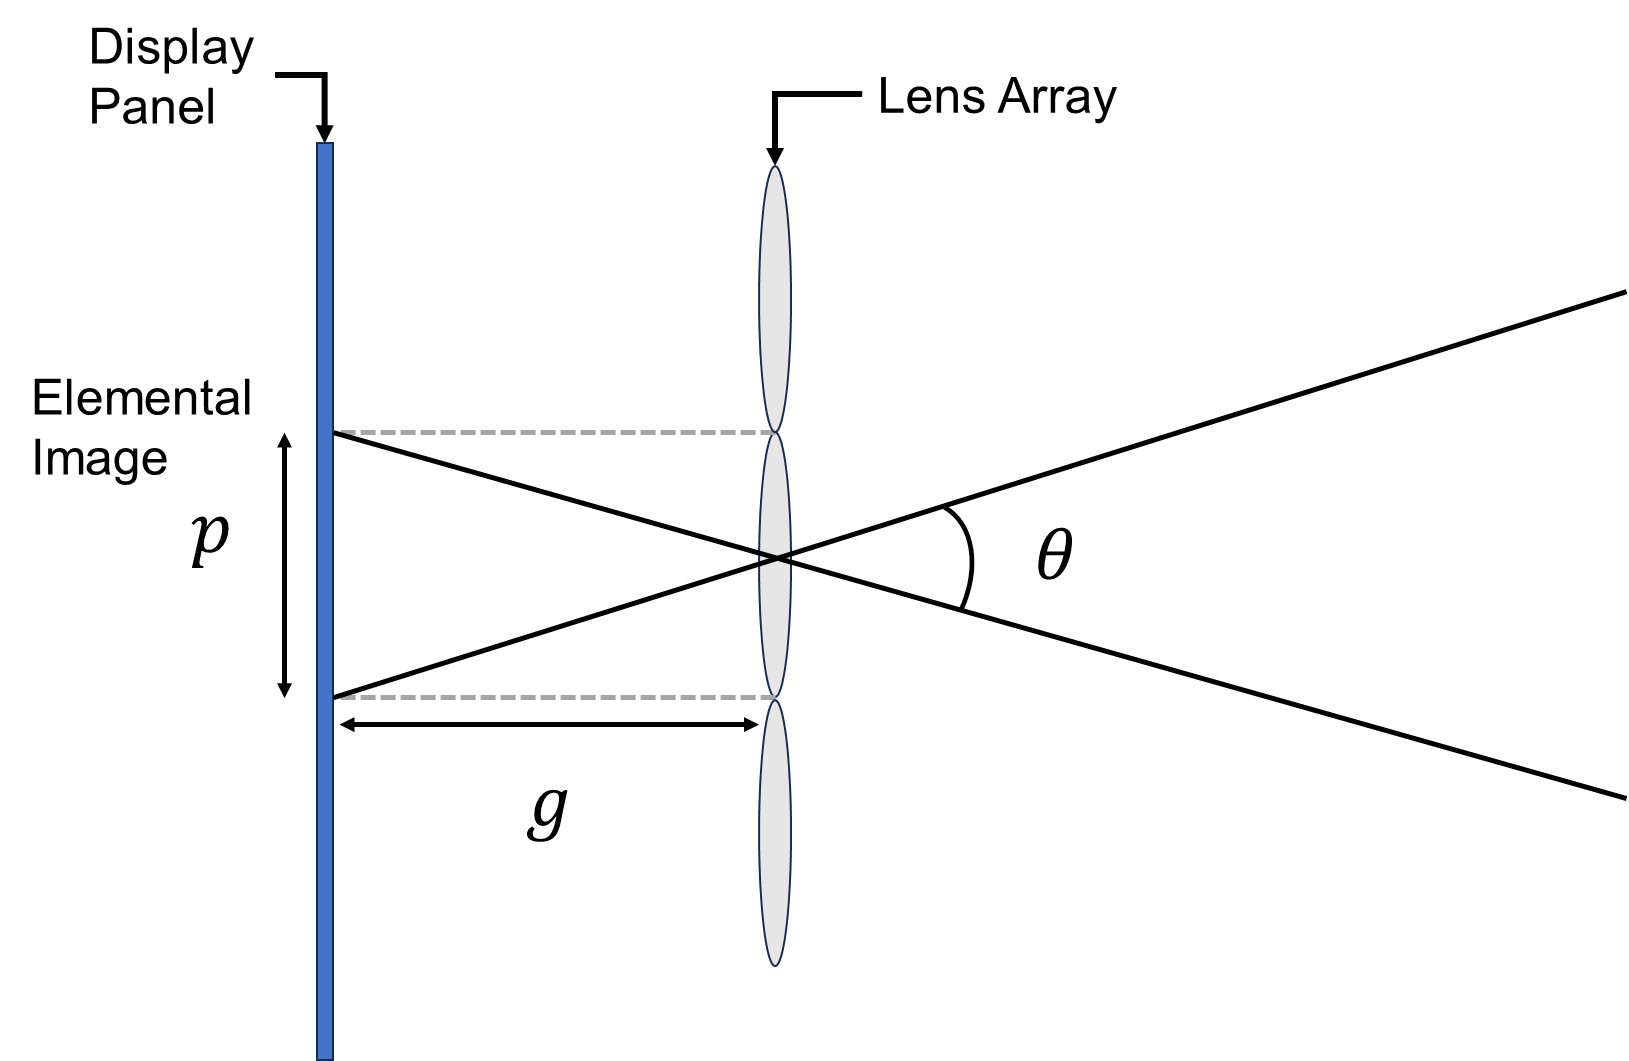 Display
Panel
Lens Array
Elemental
Image
p
θ
g